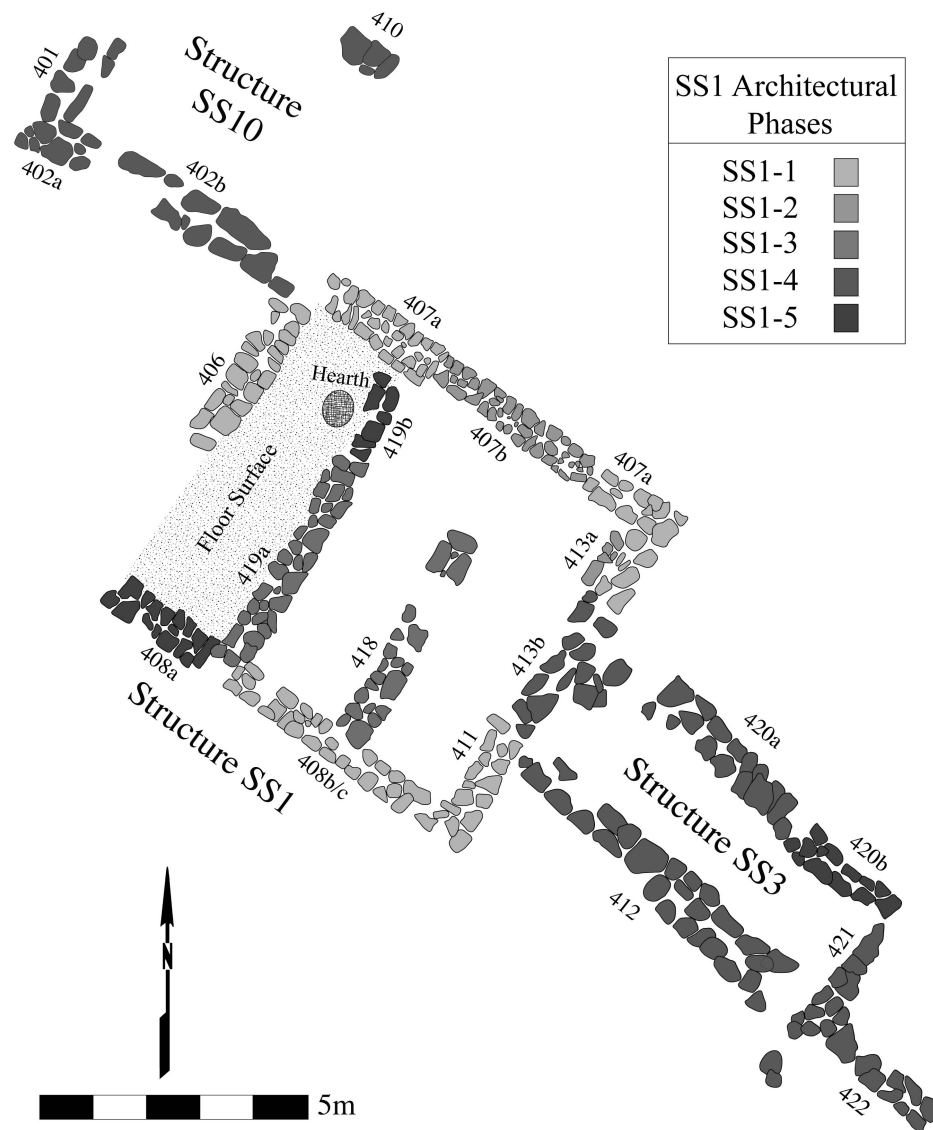 410
401
Structure
SS10
402a
402b
SS1 Architectural
Phases
SS1-1
SS1-2
SS1-3
SS1-4
SS1-5
407a
406
Hearth
419b
407b
407a
Floor Surface
419a
413a
418
413b
408a
Structure SS1
408b/c
411
420a
Structure SS3
420b
412
421
422
N
5m